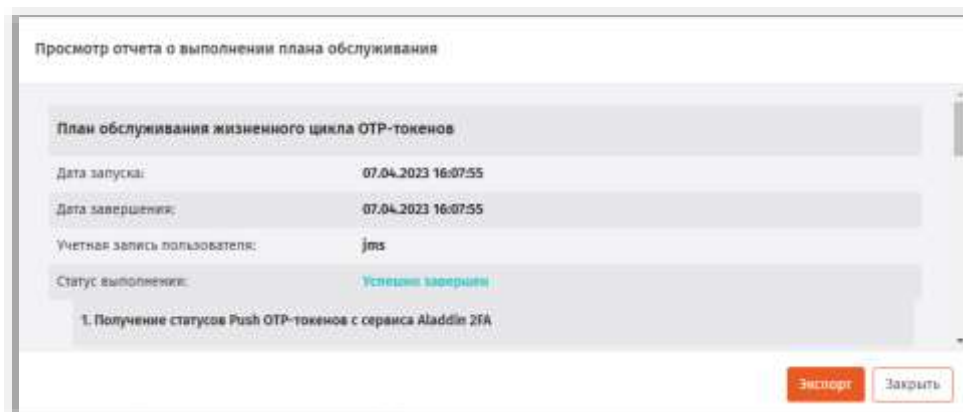 Просмотр отчета о выполнении плана обслуживания
План обслуживания жизненного цикла OTP-токенов
Дата запуска: 07.04.2023 16:07:55
Дата завершения: 07.04.2023 16:07:55
Учетная запись пользователя: jms
Статус выполнения: Успешно завершен
1. Получение статусов Push OTP-токенов с сервиса Aladdin 2FA
Экспорт Закрыть